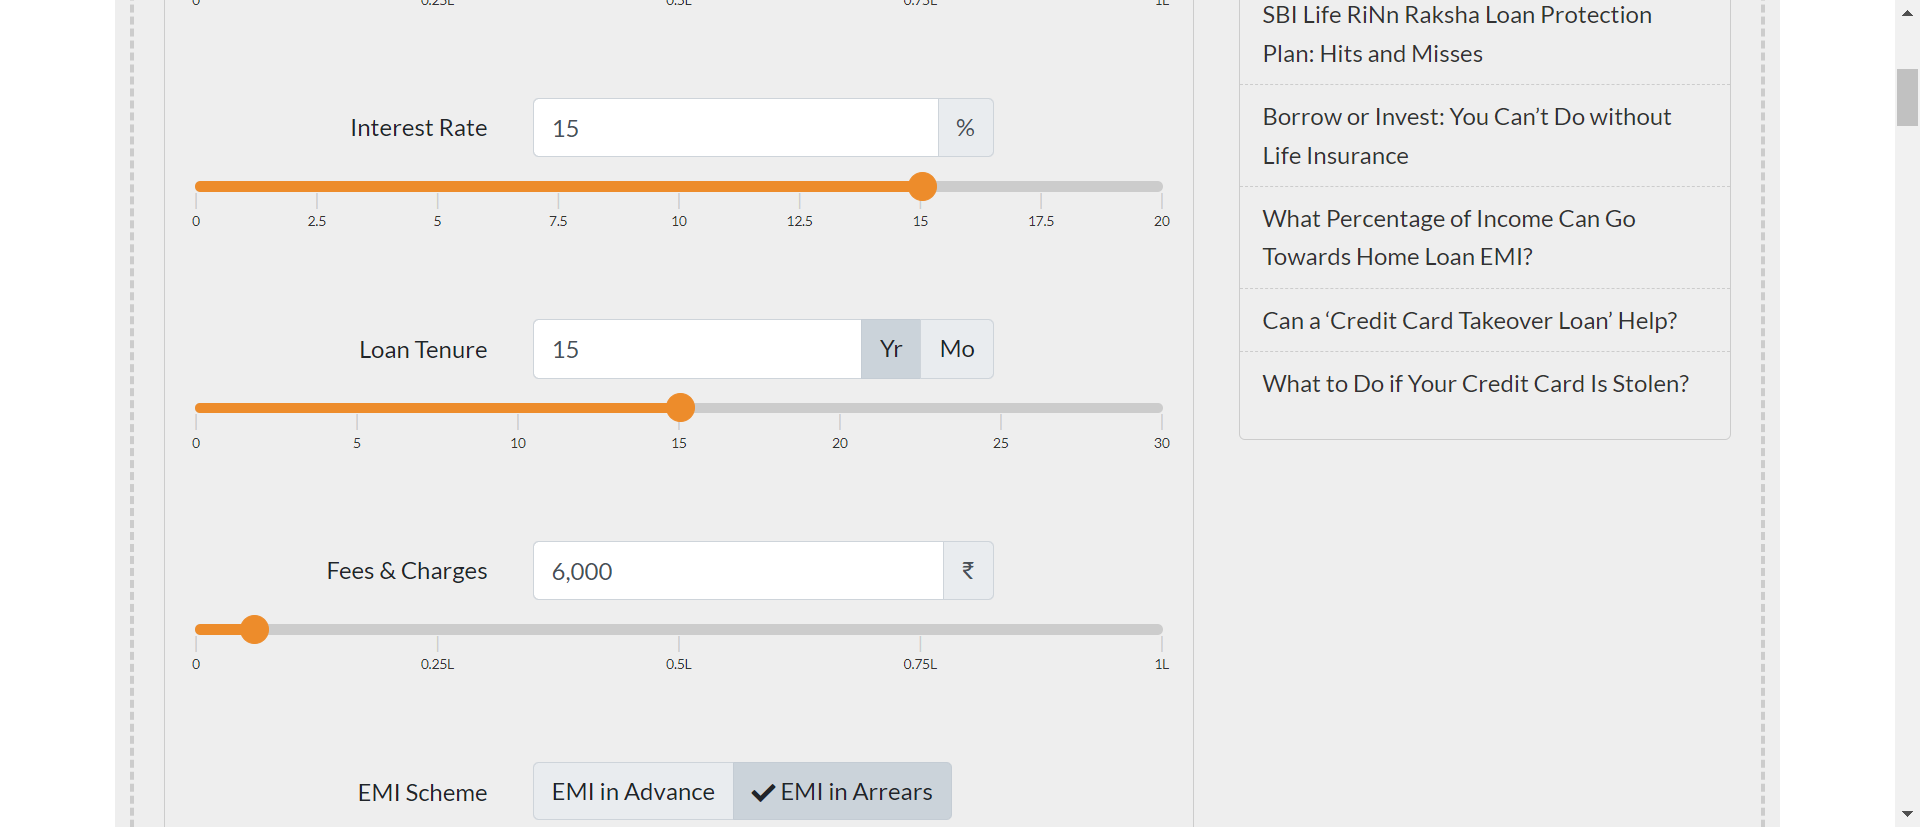 0 0.25L 0.5L 0.75L 1L
Interest Rate 15 %
0 2.5 5 7.5 10 12.5 15 17.5 20
Loan Tenure 15 Yr Mo
0 5 10 15 20 25 30
Fees & Charges 6,000 ₹
0 0.25L 0.5L 0.75L 1L
EMI Scheme EMI in Advance EMI in Arrears
SBI Life RiNn Raksha Loan Protection
Plan: Hits and Misses
Borrow or Invest: You Can’t Do without
Life Insurance
What Percentage of Income Can Go
Towards Home Loan EMI?
Can a ‘Credit Card Takeover Loan’ Help?
What to Do if Your Credit Card Is Stolen?